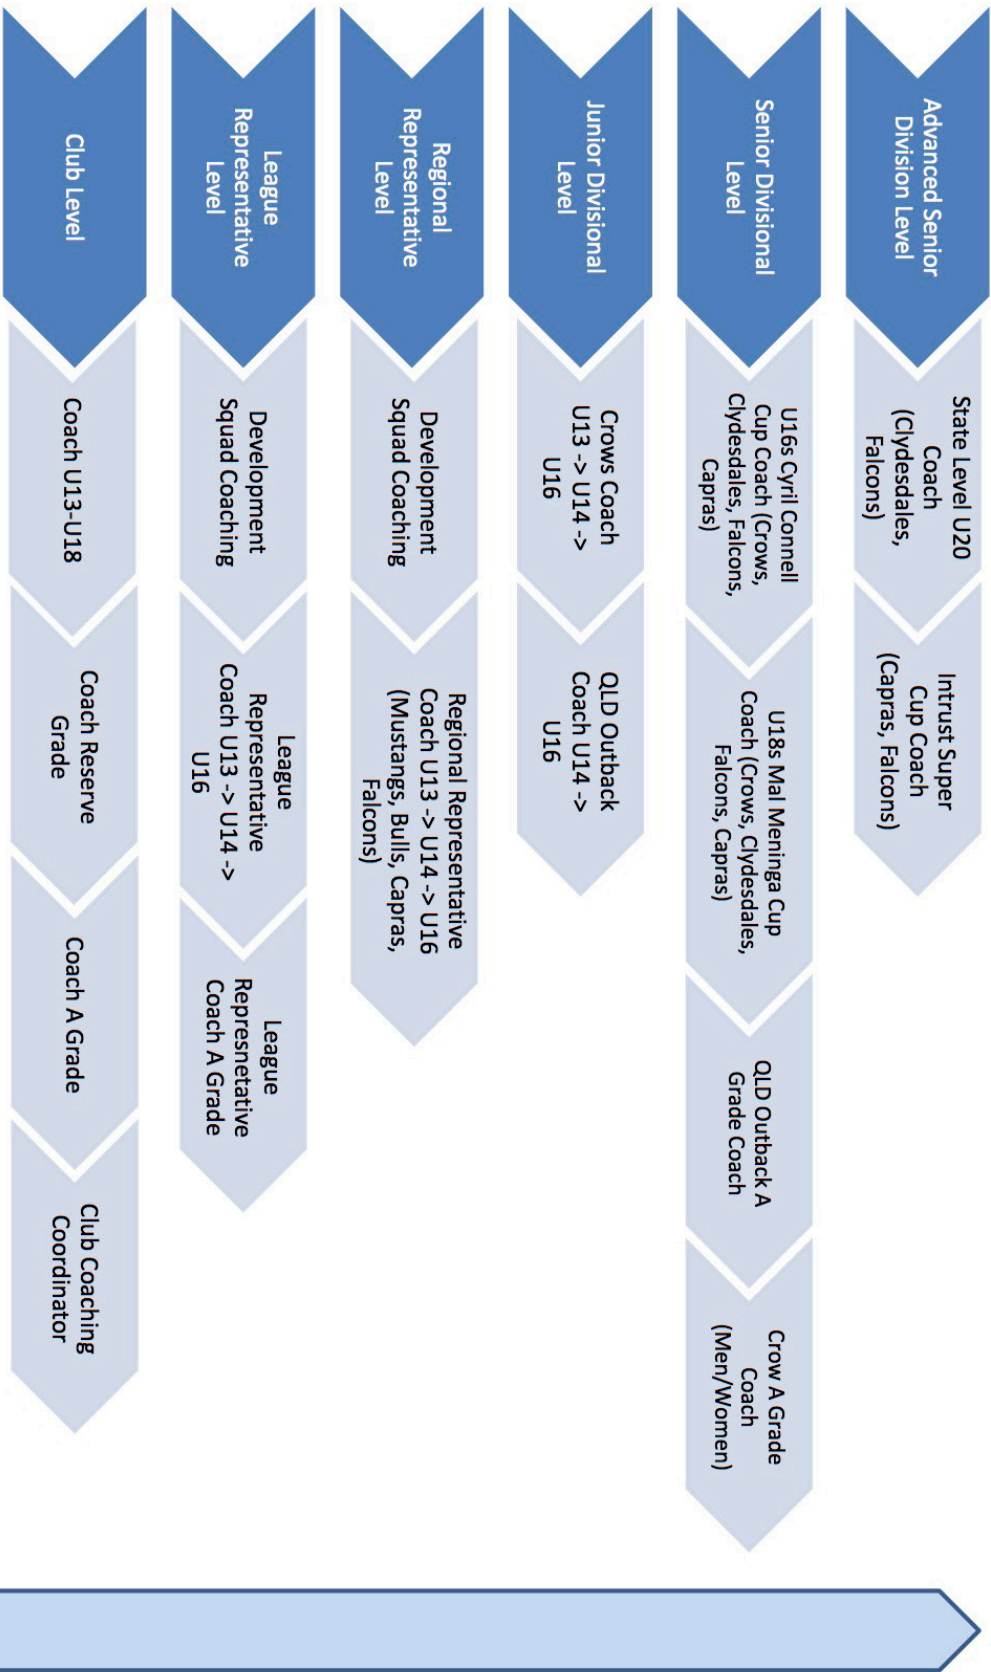 Advanced Senior
Division Level
State Level U20
Coach
(Clydesdales,
Falcons)
Intrust Super
Cup Coach
(Capras, Falcons)
Senior Divisional
Level
U16s Cyril Connell
Cup Coach (Crows,
Clydesdales, Falcons,
Capras)
U18s Mal Meninga Cup
Coach (Crows, Clydesdales,
Falcons, Capras)
QLD Outback A
Grade Coach
Crow A Grade
Coach
(Men/Women)
Junior Divisional
Level
Crows Coach
U13 -> U14 ->
U16
QLD Outback
Coach U14 ->
U16
Regional
Representative
Level
Development
Squad Coaching
Regional Representative
Coach U13 -> U14 -> U16
(Mustangs, Bulls, Capras,
Falcons)
League
Representative
Level
Development
Squad Coaching
League
Representative
Coach U13 -> U14 ->
U16
League
Represnetative
Coach A Grade
Club Level
Coach U13-U18
Coach Reserve
Grade
Coach A Grade
Club Coaching
Coordinator